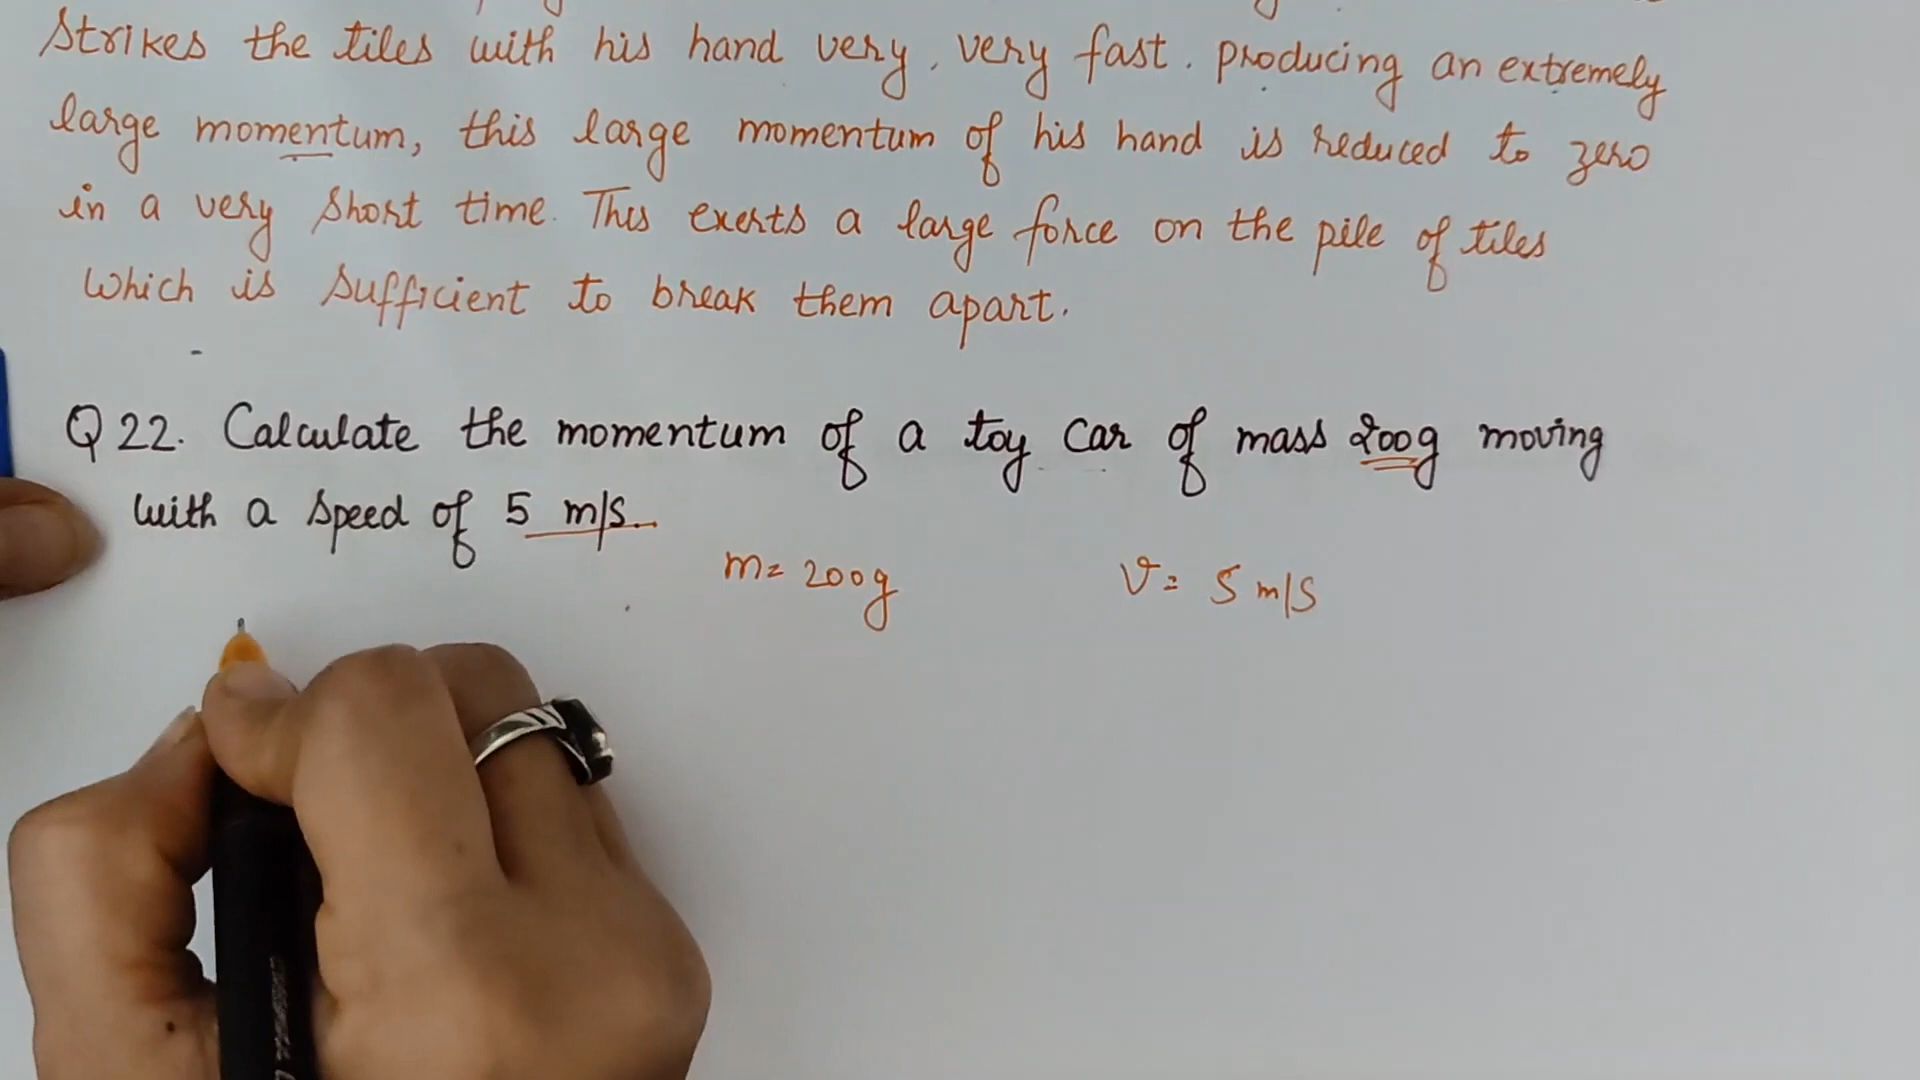 Strikes the tiles with his hand very, very fast. producing an extremely
large momentum, this large momentum of his hand is reduced to zero
in a very short time. This exerts a large force on the pile of tiles
which is sufficient to break them apart.
Q 22. Calculate the momentum of a toy car of mass 200g moving
with a speed of 5 m/s.
m= 200g v= 5 m/s